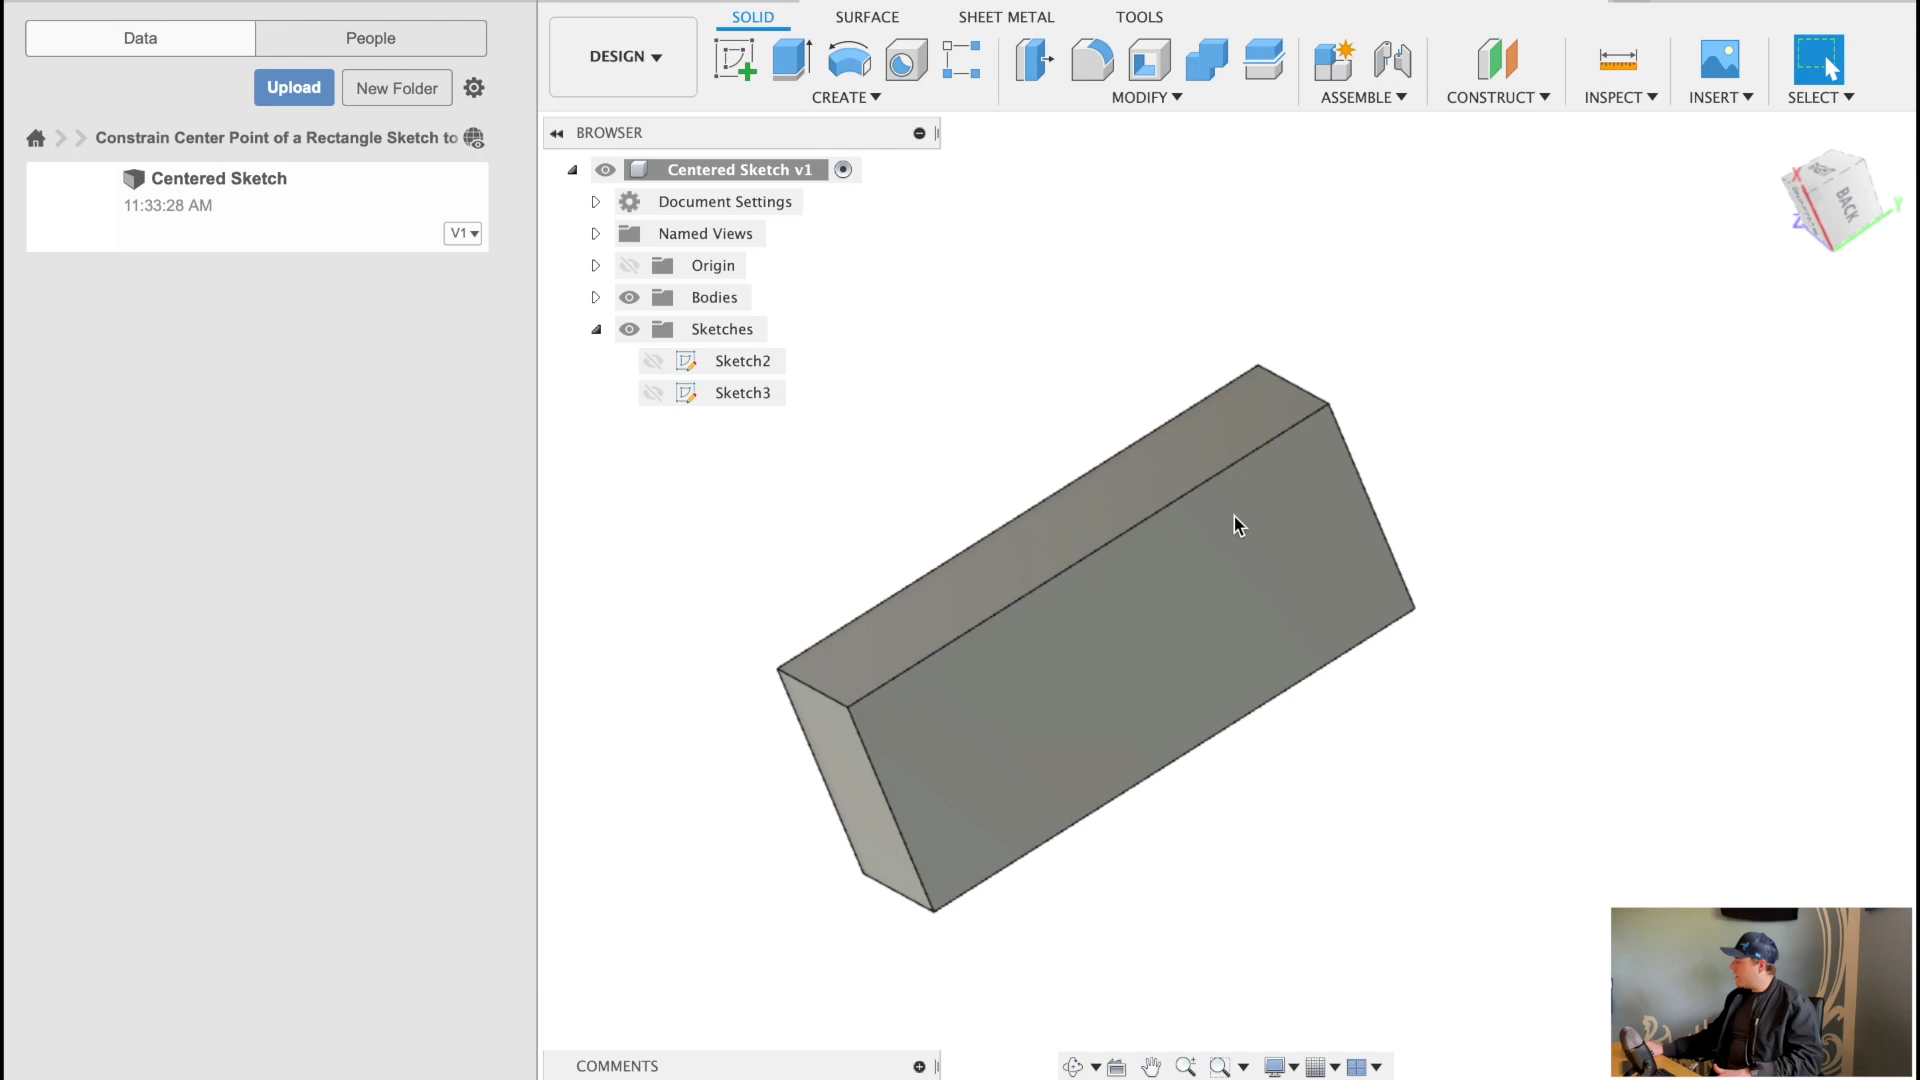 Data
People
Upload
New Folder
Constrain Center Point of a Rectangle Sketch to
Centered Sketch
11:33:28 AM
V1
DESIGN
SOLID
SURFACE
SHEET METAL
TOOLS
CREATE
MODIFY
ASSEMBLE
CONSTRUCT
INSPECT
INSERT
SELECT
BROWSER
Centered Sketch v1
Document Settings
Named Views
Origin
Bodies
Sketches
Sketch2
Sketch3
X
Y
Z
RIGHT
BACK
COMMENTS